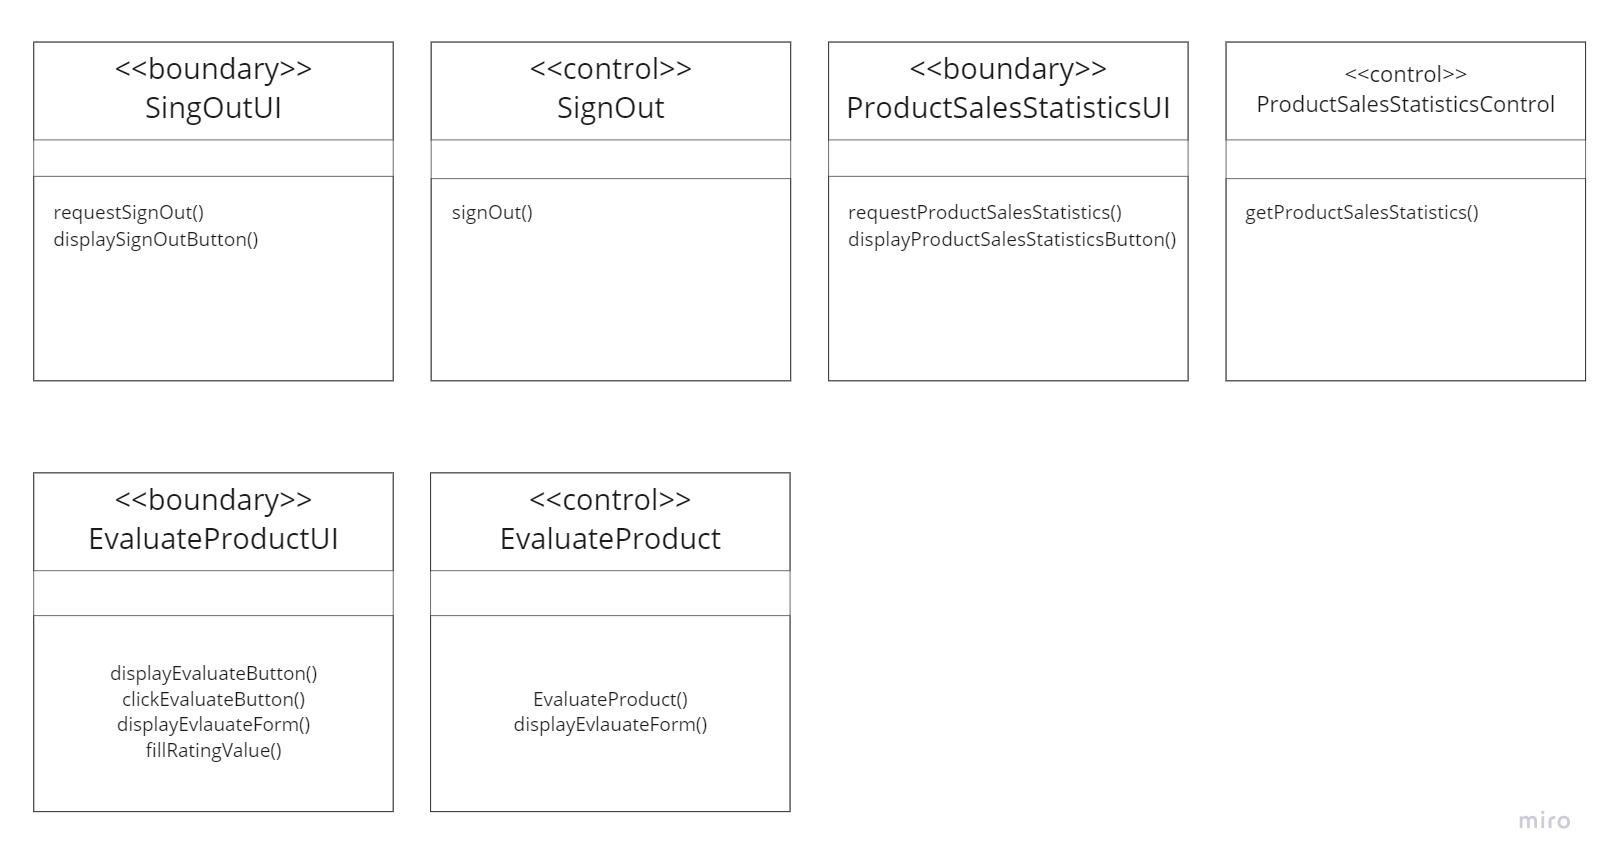 <<boundary>>
SingOutUI
requestSignOut()
displaySignOutButton()
<<control>>
SignOut
signOut()
<<boundary>>
ProductSalesStatisticsUI
requestProductSalesStatistics()
displayProductSalesStatisticsButton()
<<control>>
ProductSalesStatisticsControl
getProductSalesStatistics()
<<boundary>>
EvaluateProductUI
displayEvaluateButton()
clickEvaluateButton()
displayEvlauateForm()
fillRatingValue()
<<control>>
EvaluateProduct
EvaluateProduct()
displayEvlauateForm()
miro